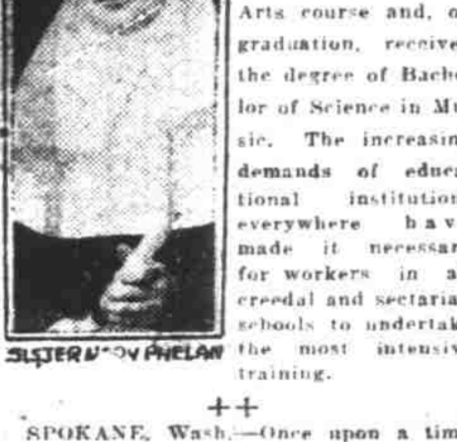 Arts course and, o
graduation, receive
the degree of Bache
lor of Science in Mu
sic. The increasin
demands of educa
tional institution
everywhere hav
made it necessar
for workers in a
creedal and sectaria
schools to undertak
the most intensiv
training.
SISTER PHELAN
++
SPOKANE, Wash.—Once upon a tim